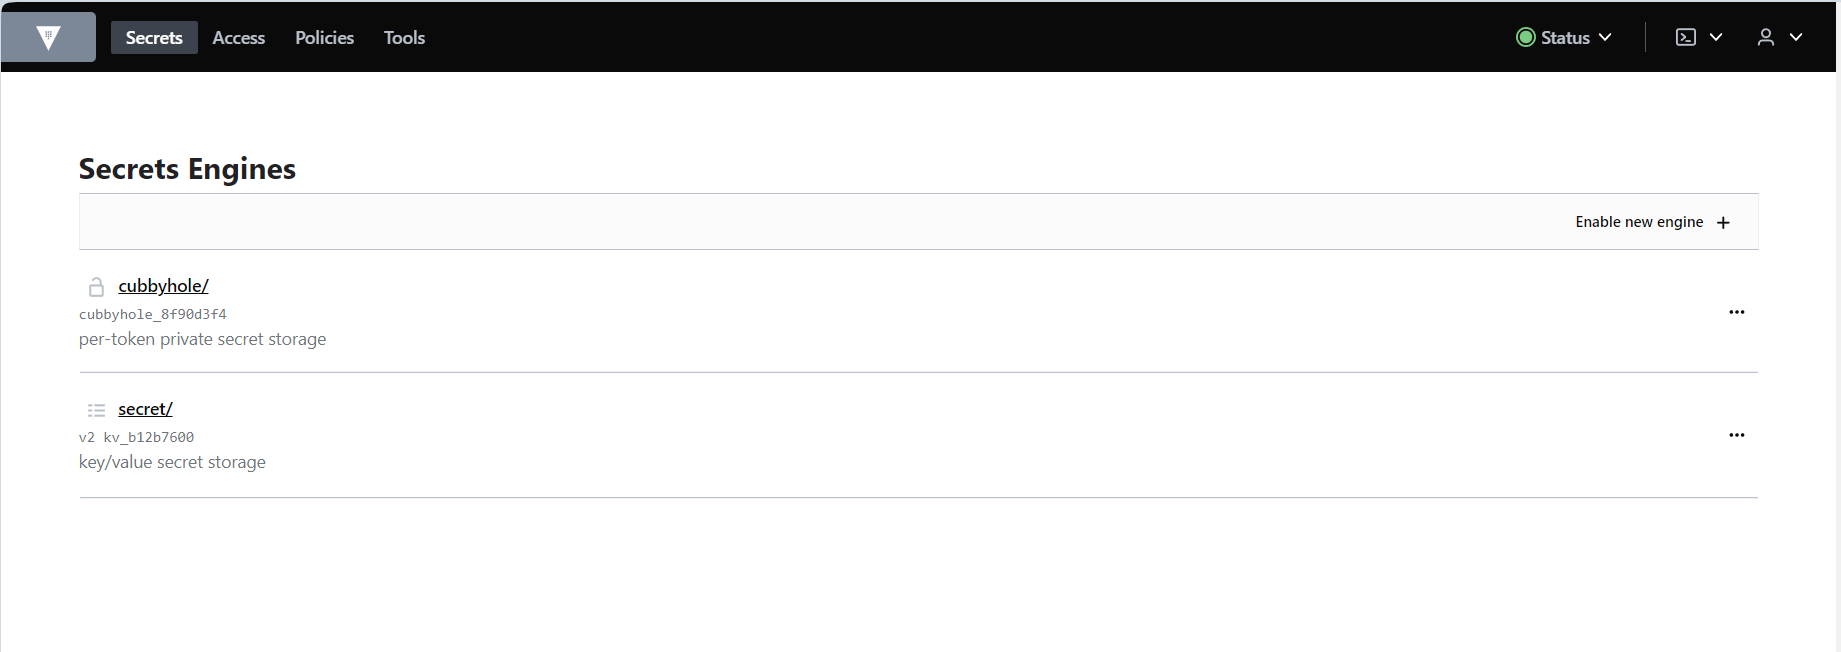 Secrets Access Policies Tools Status
Secrets Engines
Enable new engine
cubbyhole/
cubbyhole_8f90d3f4
per-token private secret storage
secret/
v2 kv_b12b7600
key/value secret storage